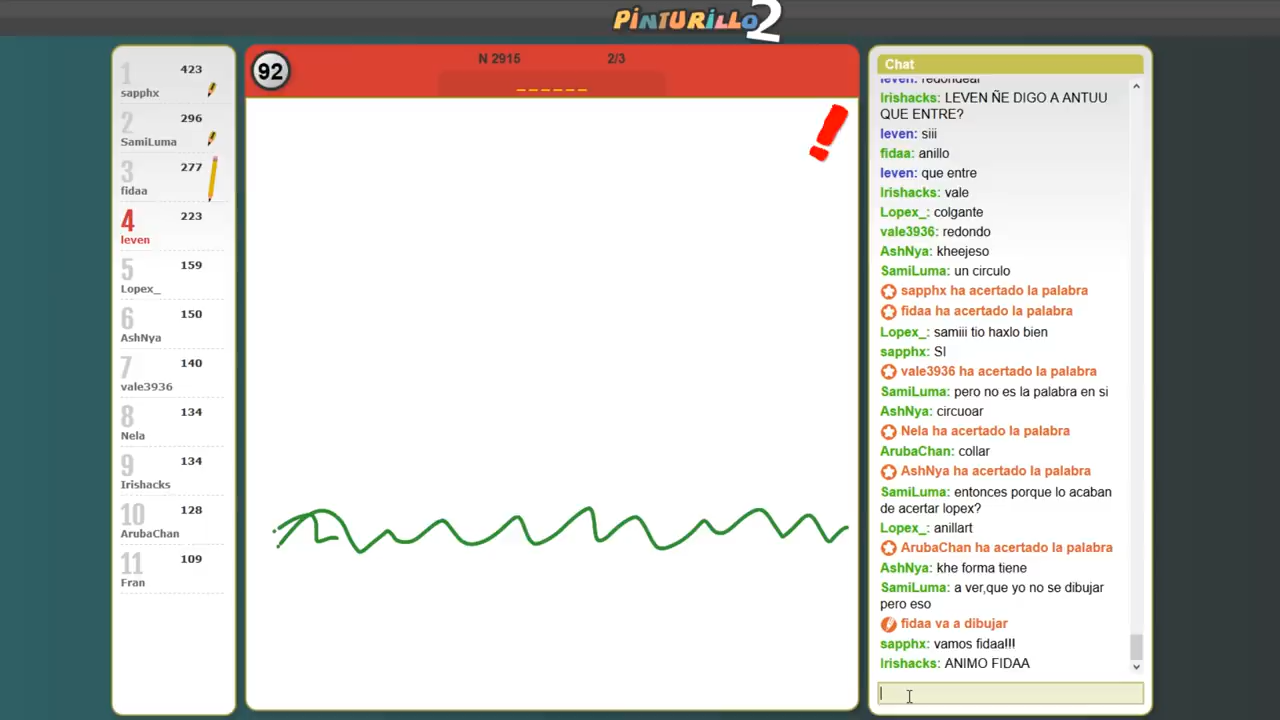 PiNTURiLLO2
1 423
sapphx
2 296
SamiLuma
3 277
fidaa
4 223
leven
5 159
Lopex_
6 150
AshNya
7 140
vale3936
8 134
Nela
9 134
Irishacks
10 128
ArubaChan
11 109
Fran
92
N 2915 2/3
_ _ _ _ _ _
!
Chat
leven: redondear
Irishacks: LEVEN ÑE DIGO A ANTUU
QUE ENTRE?
leven: siii
fidaa: anillo
leven: que entre
Irishacks: vale
Lopex_: colgante
vale3936: redondo
AshNya: kheejeso
SamiLuma: un circulo
sapphx ha acertado la palabra
fidaa ha acertado la palabra
Lopex_: samiii tio haxlo bien
sapphx: SI
vale3936 ha acertado la palabra
SamiLuma: pero no es la palabra en si
AshNya: circuoar
Nela ha acertado la palabra
ArubaChan: collar
AshNya ha acertado la palabra
SamiLuma: entonces porque lo acaban
de acertar lopex?
Lopex_: anillart
ArubaChan ha acertado la palabra
AshNya: khe forma tiene
SamiLuma: a ver,que yo no se dibujar
pero eso
fidaa va a dibujar
sapphx: vamos fidaa!!!
Irishacks: ANIMO FIDAA